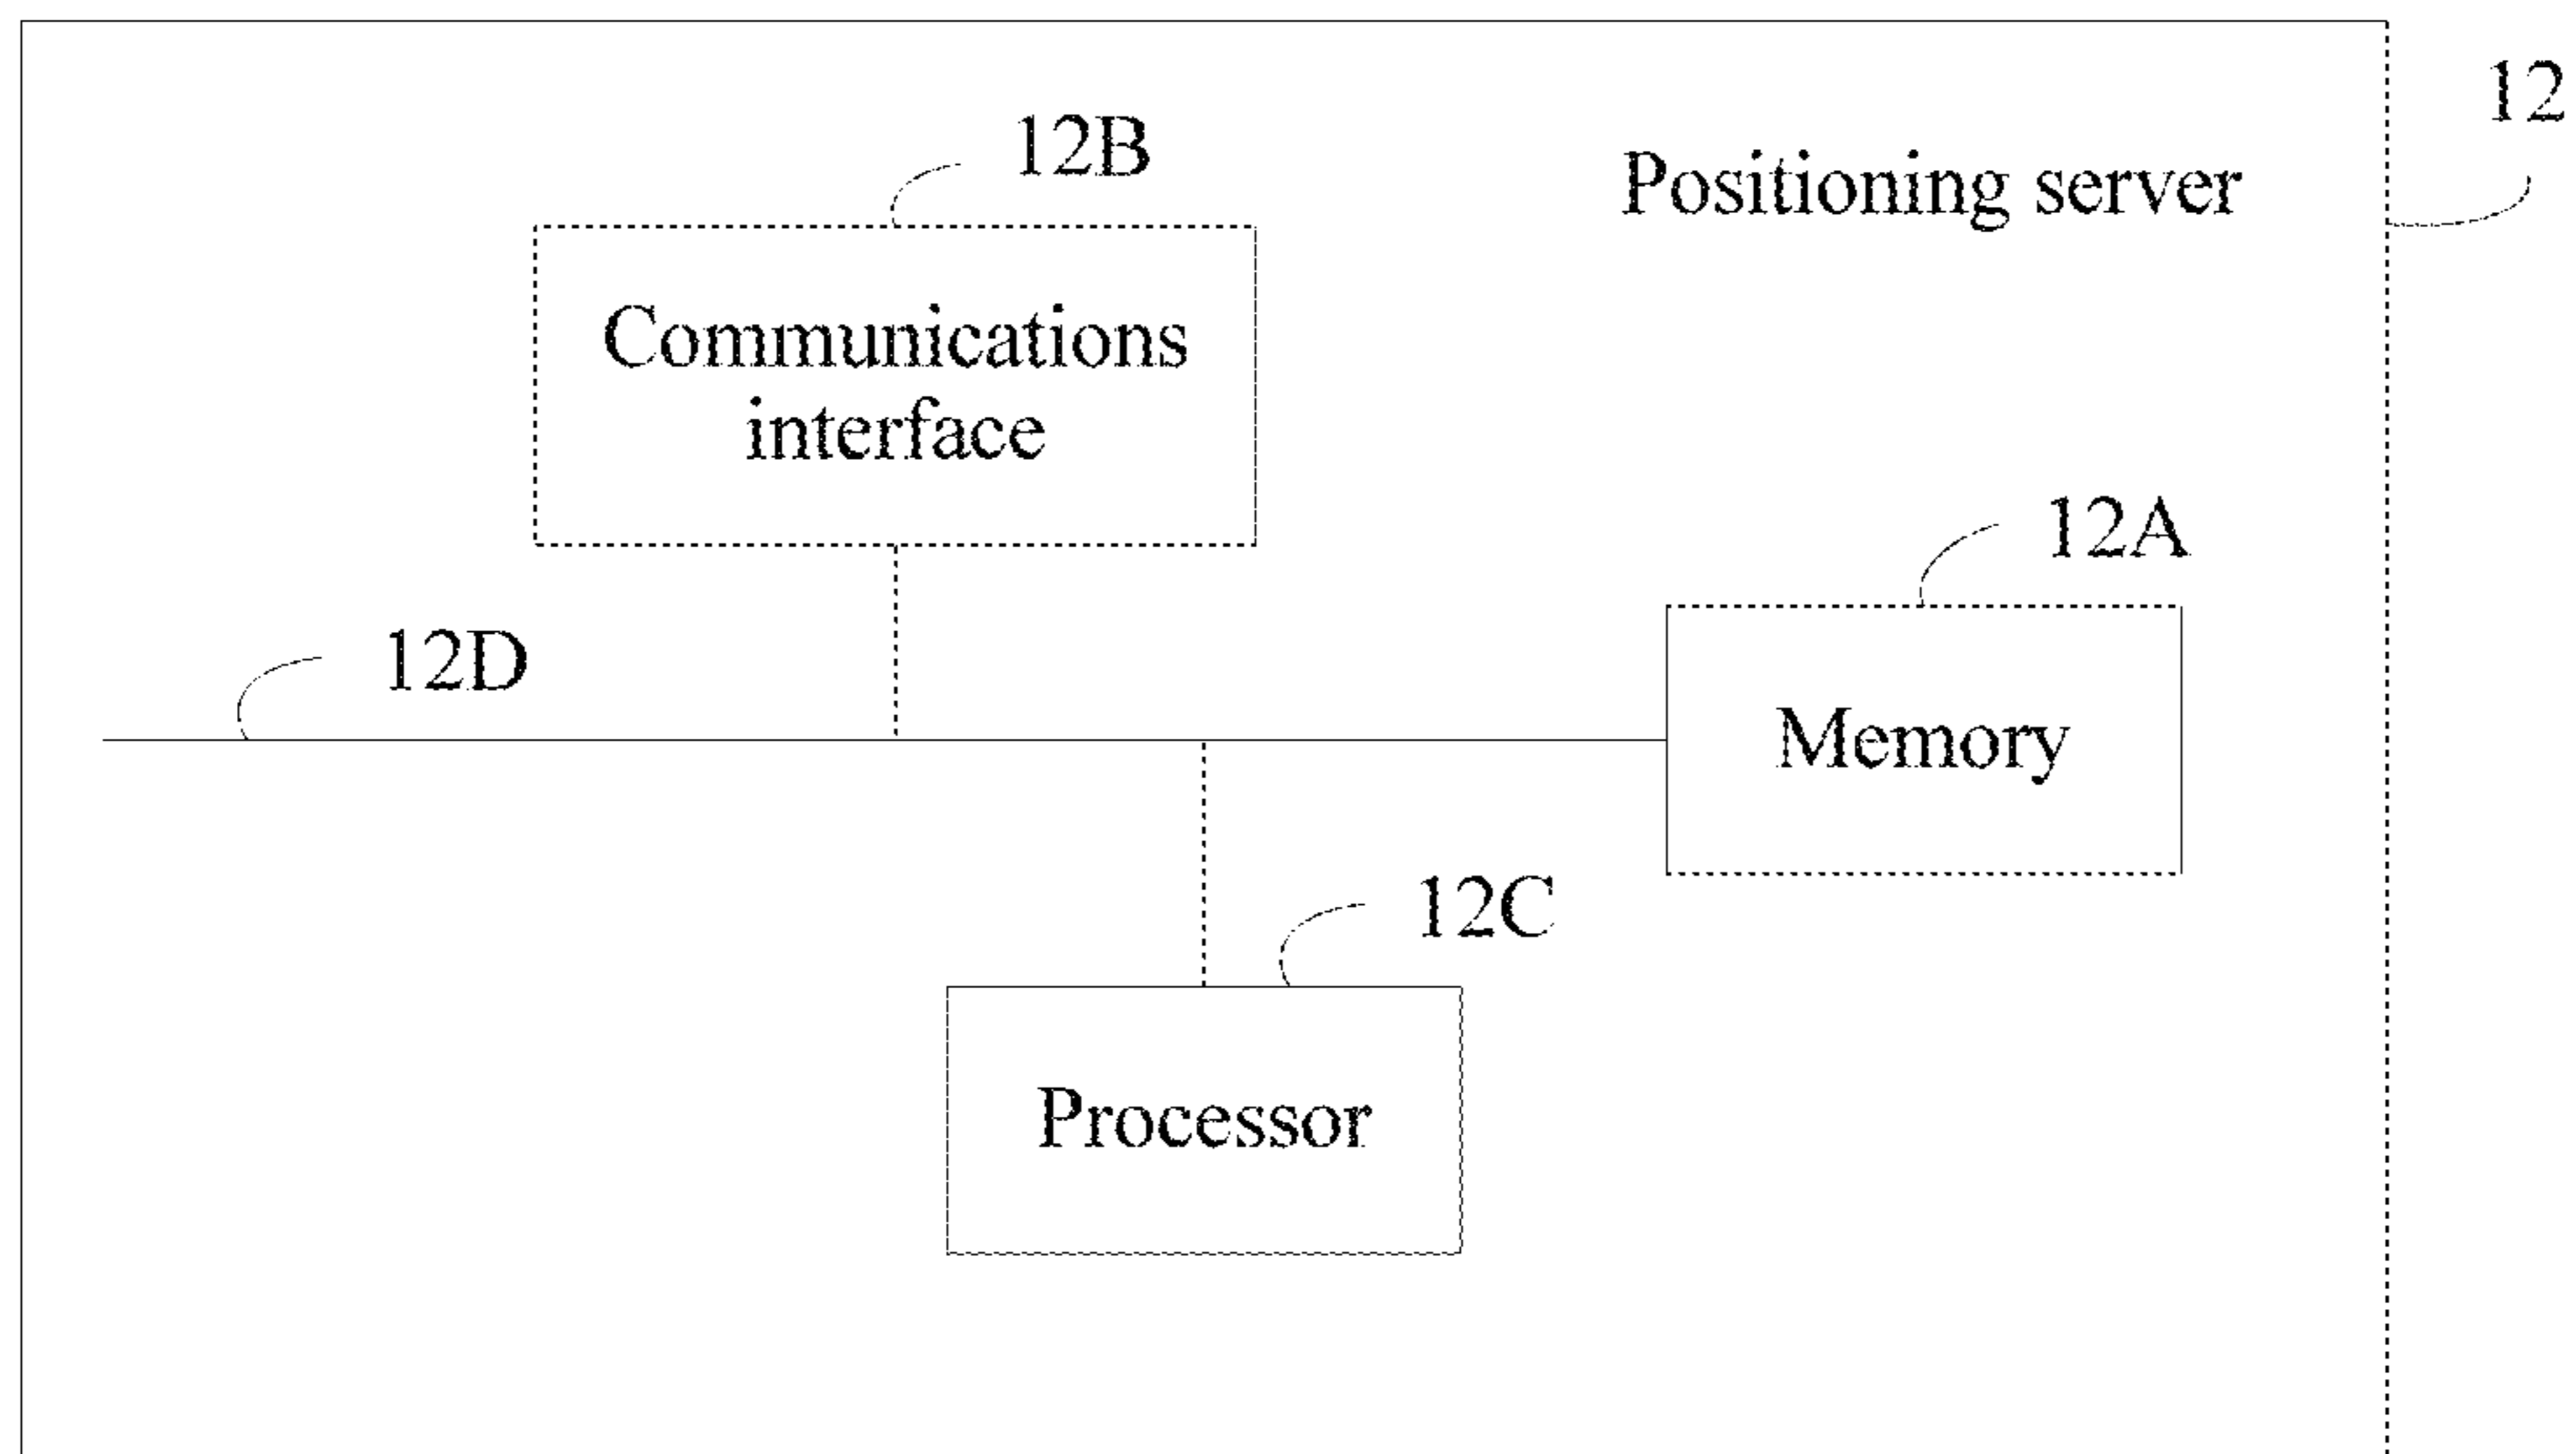 12
12B
Positioning server
Communications
interface
12A
12D
Memory
12C
Processor